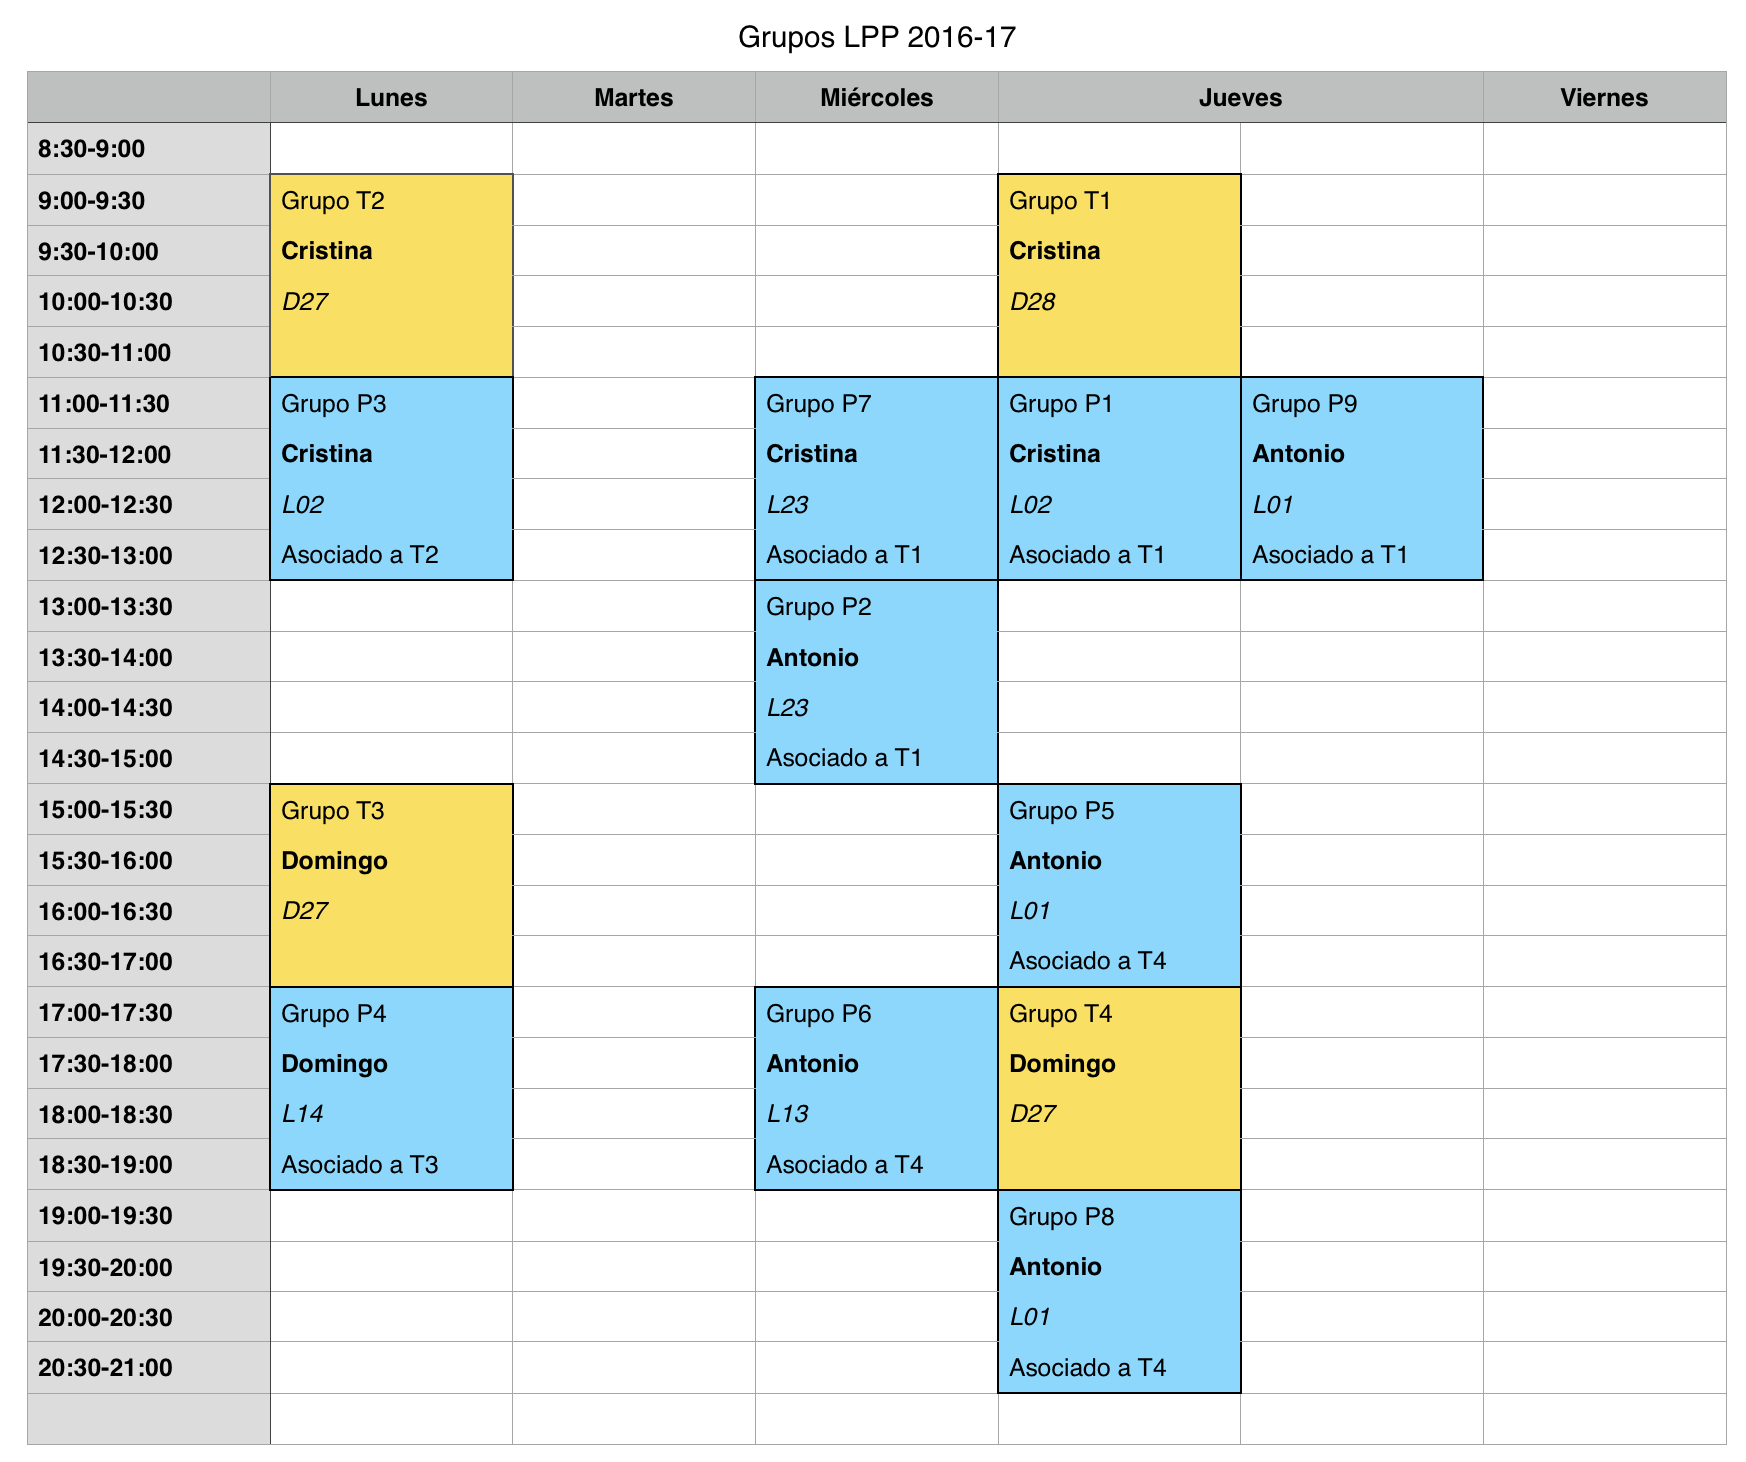 Grupos LPP 2016-17
Lunes Martes Miércoles Jueves Viernes
8:30-9:00
9:00-9:30 Grupo T2 Grupo T1
9:30-10:00 Cristina Cristina
10:00-10:30 D27 D28
10:30-11:00
11:00-11:30 Grupo P3 Grupo P7 Grupo P1 Grupo P9
11:30-12:00 Cristina Cristina Cristina Antonio
12:00-12:30 L02 L23 L02 L01
12:30-13:00 Asociado a T2 Asociado a T1 Asociado a T1 Asociado a T1
13:00-13:30 Grupo P2
13:30-14:00 Antonio
14:00-14:30 L23
14:30-15:00 Asociado a T1
15:00-15:30 Grupo T3 Grupo P5
15:30-16:00 Domingo Antonio
16:00-16:30 D27 L01
16:30-17:00 Asociado a T4
17:00-17:30 Grupo P4 Grupo P6 Grupo T4
17:30-18:00 Domingo Antonio Domingo
18:00-18:30 L14 L13 D27
18:30-19:00 Asociado a T3 Asociado a T4
19:00-19:30 Grupo P8
19:30-20:00 Antonio
20:00-20:30 L01
20:30-21:00 Asociado a T4